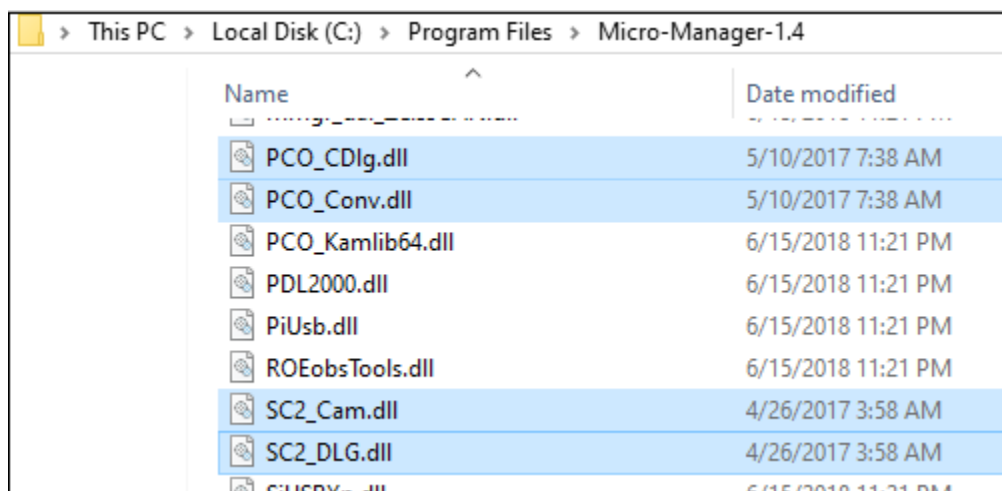 This PC > Local Disk (C:) > Program Files > Micro-Manager-1.4
Name Date modified
PCO_CDlg.dll 5/10/2017 7:38 AM
PCO_Conv.dll 5/10/2017 7:38 AM
PCO_Kamlib64.dll 6/15/2018 11:21 PM
PDL2000.dll 6/15/2018 11:21 PM
PiUsb.dll 6/15/2018 11:21 PM
ROEobsTools.dll 6/15/2018 11:21 PM
SC2_Cam.dll 4/26/2017 3:58 AM
SC2_DLG.dll 4/26/2017 3:58 AM